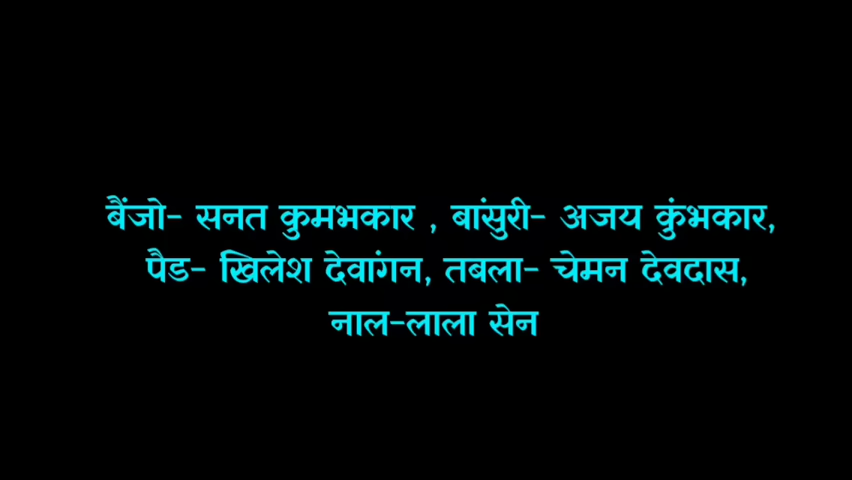 बैंजो- सनत कुमभकार , बांसुरी- अजय कुंभकार,
पैड- खिलेश देवांगन, तबला- चेमन देवदास,
नाल-लाला सेन